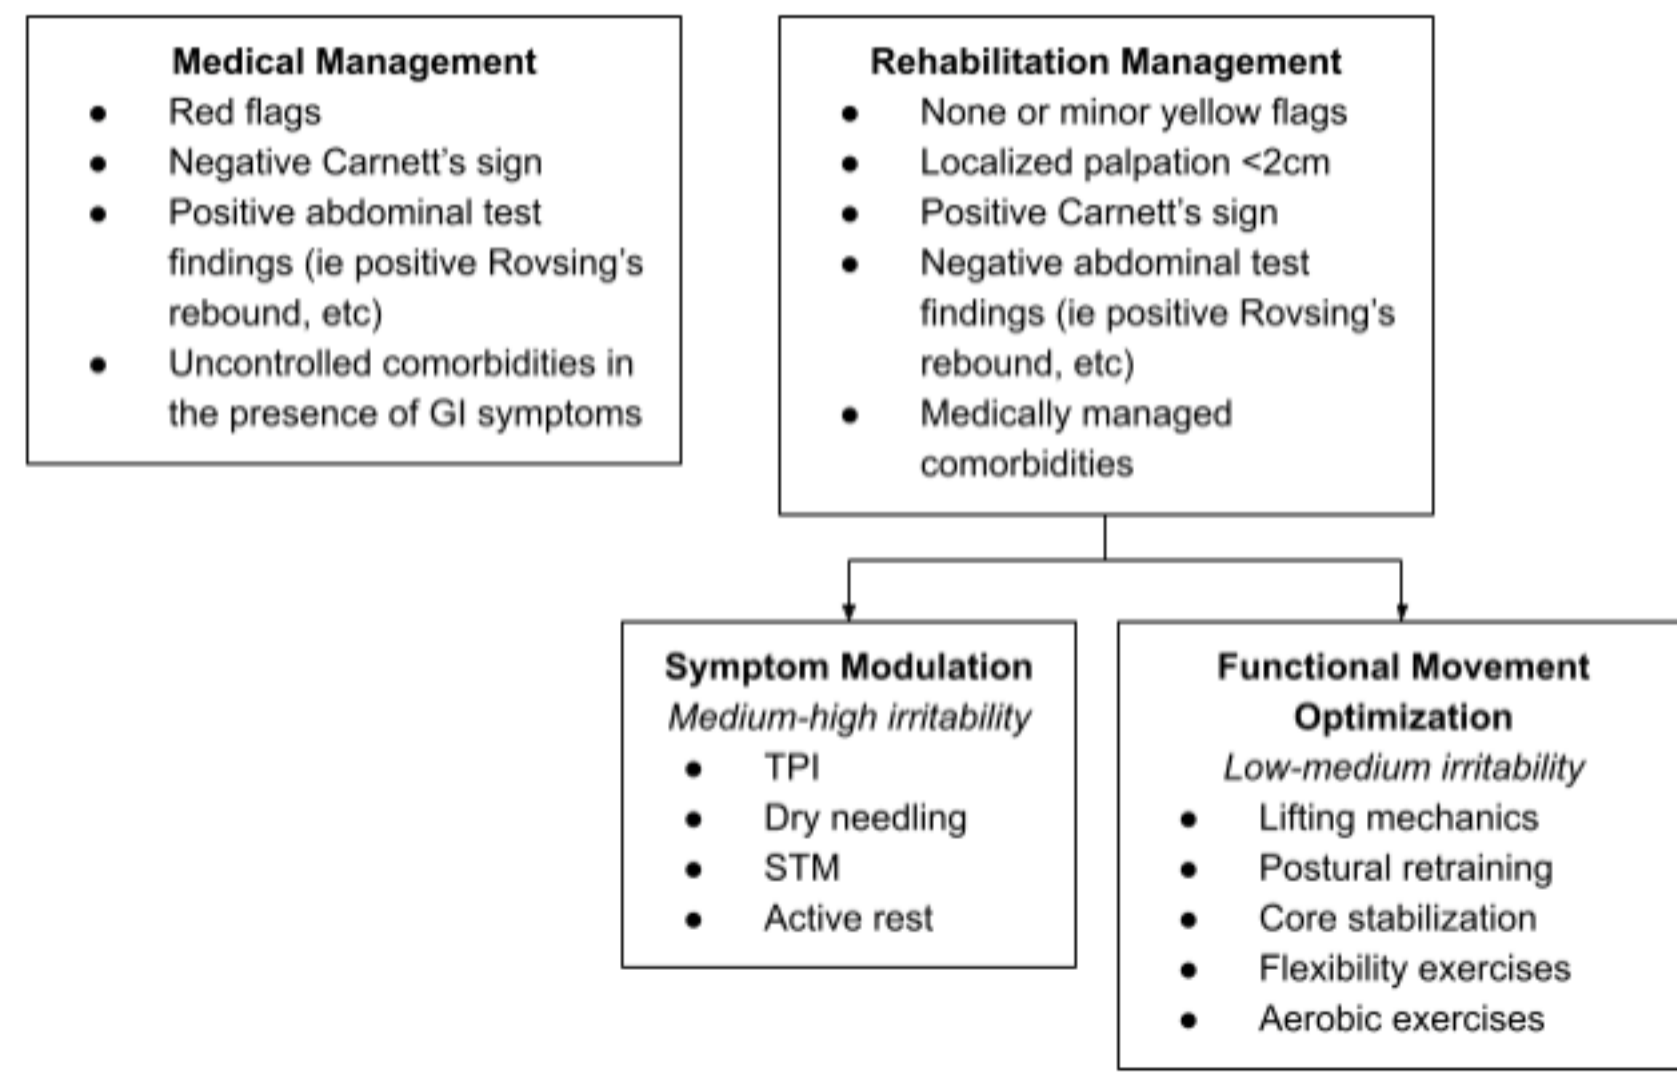 Medical Management
● Red flags
● Negative Carnett's sign
● Positive abdominal test
findings (ie positive Rovsing's
rebound, etc)
● Uncontrolled comorbidities in
the presence of GI symptoms
Rehabilitation Management
● None or minor yellow flags
● Localized palpation <2cm
● Positive Carnett's sign
● Negative abdominal test
findings (ie positive Rovsing's
rebound, etc)
● Medically managed
comorbidities
Symptom Modulation
Medium-high irritability
● TPI
● Dry needling
● STM
● Active rest
Functional Movement
Optimization
Low-medium irritability
● Lifting mechanics
● Postural retraining
● Core stabilization
● Flexibility exercises
● Aerobic exercises